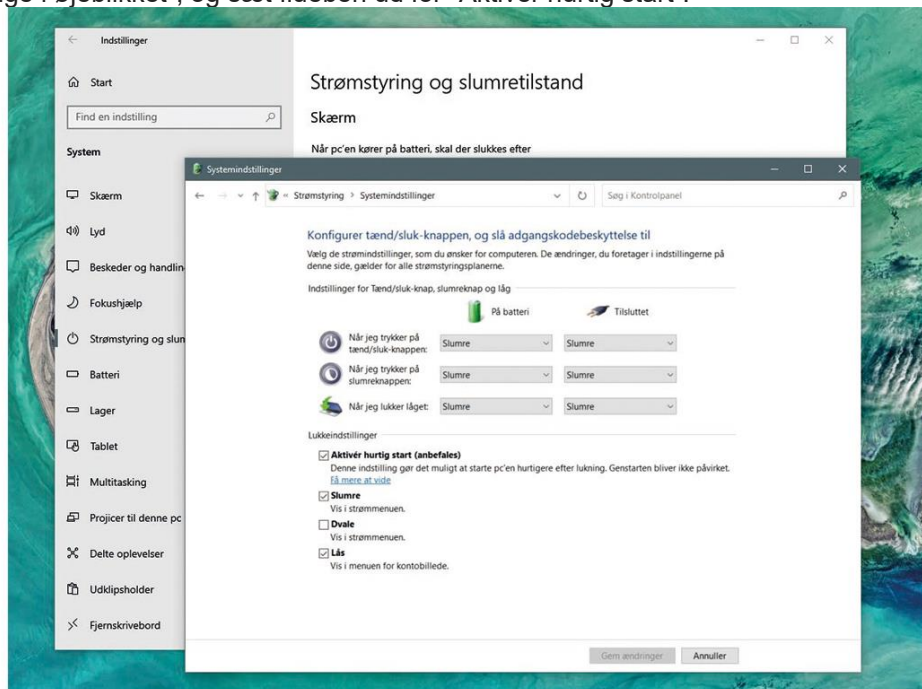 Indstillinger
Start
Find en indstilling
System
Skærm
Lyd
Beskeder og handlin
Fokushjælp
Strømstyring og slun
Batteri
Lager
Tablet
Multitasking
Projicer til denne pc
Delte oplevelser
Udklipsholder
Fjernskrivebord
Strømstyring og slumretilstand
Skærm
Når pc'en kører på batteri, skal der slukkes efter
Systemindstillinger
« Strømstyring > Systemindstillinger
Søg i Kontrolpanel
Konfigurer tænd/sluk-knappen, og slå adgangskodebeskyttelse til
Vælg de strømindstillinger, som du ønsker for computeren. De ændringer, du foretager i indstillingerne på
denne side, gælder for alle strømstyringsplanerne.
Indstillinger for Tænd/sluk-knap, slumreknap og låg
På batteri Tilsluttet
Når jeg trykker på
tænd/sluk-knappen: Slumre Slumre
Når jeg trykker på
slumreknappen: Slumre Slumre
Når jeg lukker låget: Slumre Slumre
Lukkeindstillinger
Aktivér hurtig start (anbefales)
Denne indstilling gør det muligt at starte pc'en hurtigere efter lukning. Genstarten bliver ikke påvirket.
Få mere at vide
Slumre
Vis i strømmenuen.
Dvale
Vis i strømmenuen.
Lås
Vis i menuen for kontobillede.
Gem ændringer Annuller